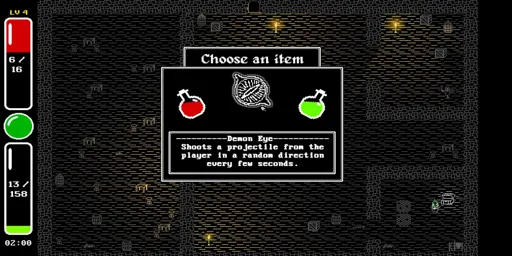 LV 4
Choose an item
6 /
16
Demon Eye
Shoots a projectile from the
player in a random direction
every few seconds.
13 /
158
02:00